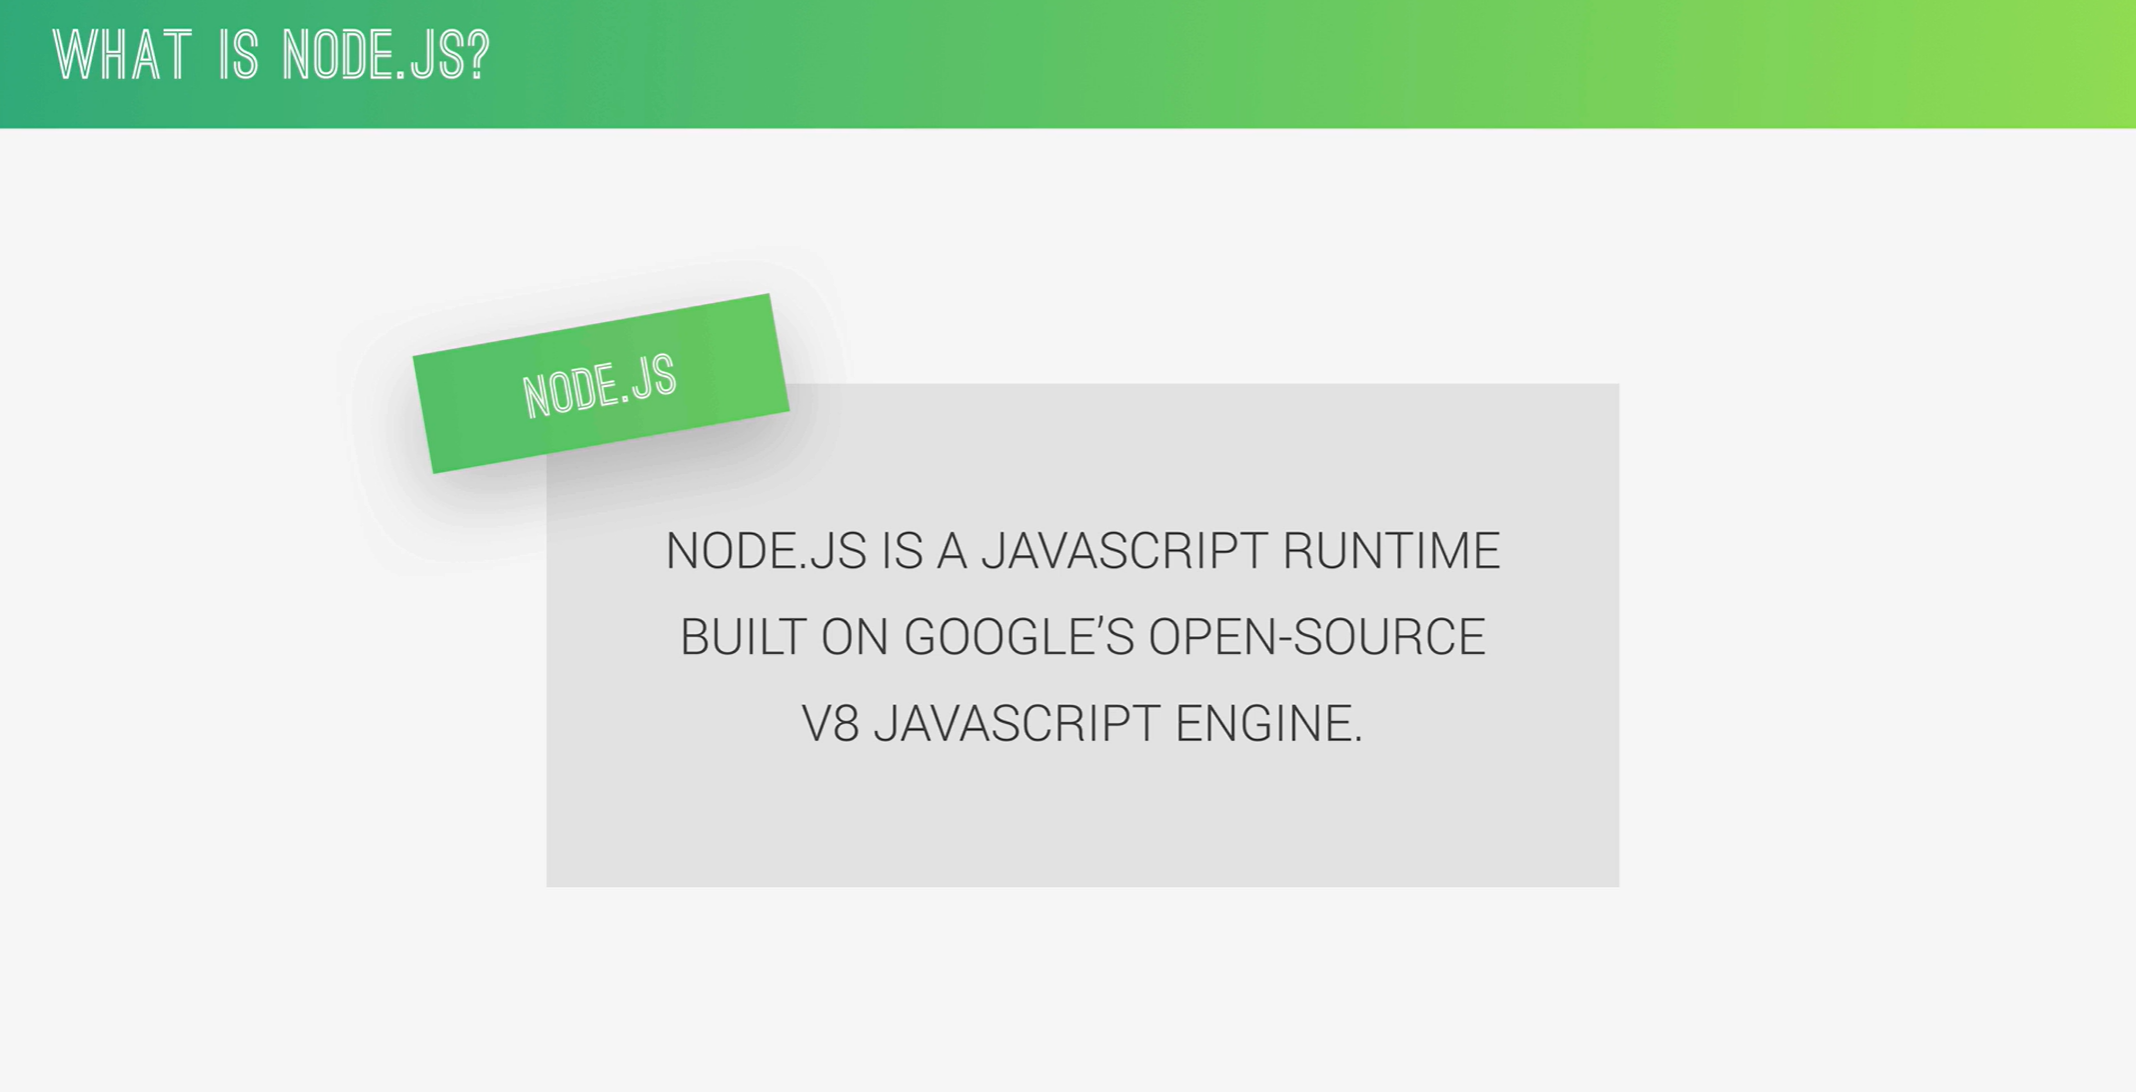 WHAT IS NODE.JS?
NODE.JS
NODE.JS IS A JAVASCRIPT RUNTIME
BUILT ON GOOGLE’S OPEN-SOURCE
V8 JAVASCRIPT ENGINE.